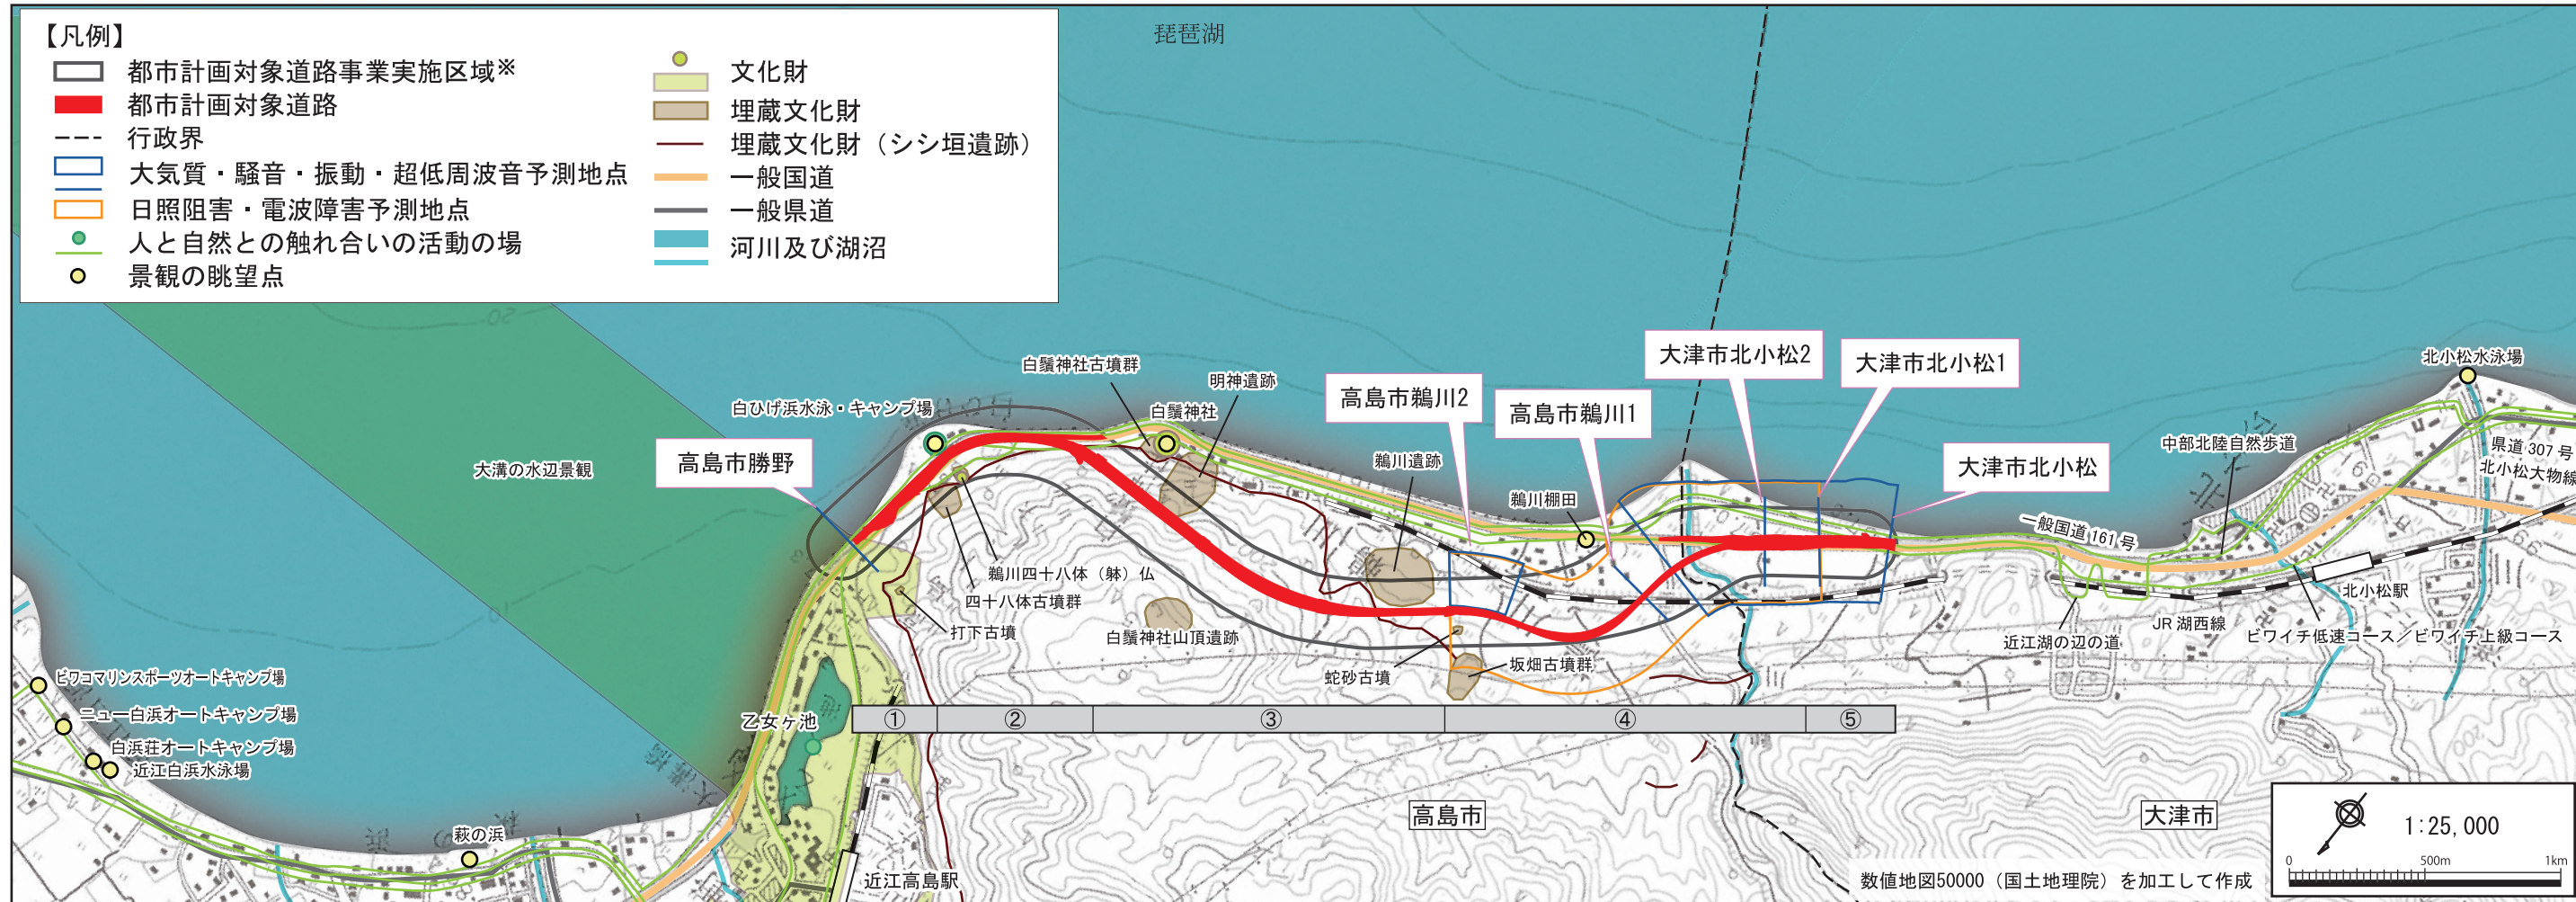 【凡例】
都市計画対象道路事業実施区域※
都市計画対象道路
行政界
大気質・騒音・振動・超低周波音予測地点
日照阻害・電波障害予測地点
人と自然との触れ合いの活動の場
景観の眺望点
文化財
埋蔵文化財
埋蔵文化財（シシ垣遺跡）
一般国道
一般県道
河川及び湖沼
琵琶湖
大津市北小松2
大津市北小松1
北小松水泳場
白鬚神社古墳群
明神遺跡
高島市鵜川2
高島市鵜川1
白ひげ浜水泳・キャンプ場
白鬚神社
中部北陸自然歩道
県道307号
北小松大物線
高島市勝野
大溝の水辺景観
鵜川遺跡
大津市北小松
鵜川棚田
一般国道161号
鵜川四十八体（躰）仏
四十八体古墳群
打下古墳
白鬚神社山頂遺跡
蛇砂古墳
坂畑古墳群
近江湖の辺の道
JR湖西線
北小松駅
ビワイチ低速コース／ビワイチ上級コース
ビワコマリンスポーツオートキャンプ場
ニュー白浜オートキャンプ場
白浜荘オートキャンプ場
近江白浜水泳場
乙女ヶ池
①
②
③
④
⑤
萩の浜
近江高島駅
高島市
大津市
1:25,000
0
500m
1km
数値地図50000（国土地理院）を加工して作成